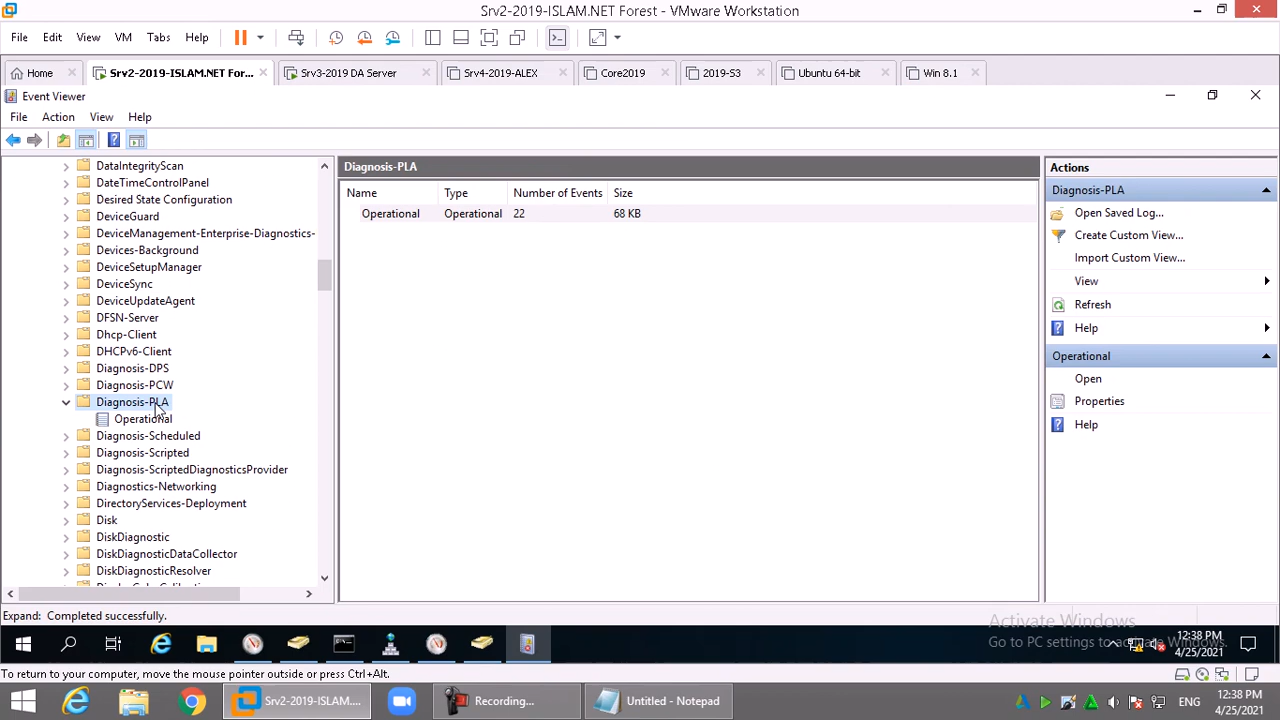 Srv2-2019-ISLAM.NET Forest - VMware Workstation
File Edit View VM Tabs Help
Home Srv2-2019-ISLAM.NET For... Srv3-2019 DA Server Srv4-2019-ALEX Core2019 2019-S3 Ubuntu 64-bit Win 8.1
Event Viewer
File Action View Help
DataIntegrityScan
DateTimeControlPanel
Desired State Configuration
DeviceGuard
DeviceManagement-Enterprise-Diagnostics-
Devices-Background
DeviceSetupManager
DeviceSync
DeviceUpdateAgent
DFSN-Server
Dhcp-Client
DHCPv6-Client
Diagnosis-DPS
Diagnosis-PCW
Diagnosis-PLA
Operational
Diagnosis-Scheduled
Diagnosis-Scripted
Diagnosis-ScriptedDiagnosticsProvider
Diagnostics-Networking
DirectoryServices-Deployment
Disk
DiskDiagnostic
DiskDiagnosticDataCollector
DiskDiagnosticResolver
Diagnosis-PLA
Name Type Number of Events Size
Operational Operational 22 68 KB
Actions
Diagnosis-PLA
Open Saved Log...
Create Custom View...
Import Custom View...
View
Refresh
Help
Operational
Open
Properties
Help
Expand: Completed successfully.
Activate Windows
Go to PC settings to activate Windows.
12:38 PM
4/25/2021
To return to your computer, move the mouse pointer outside or press Ctrl+Alt.
Srv2-2019-ISLAM.... Recording... Untitled - Notepad ENG
12:38 PM
4/25/2021